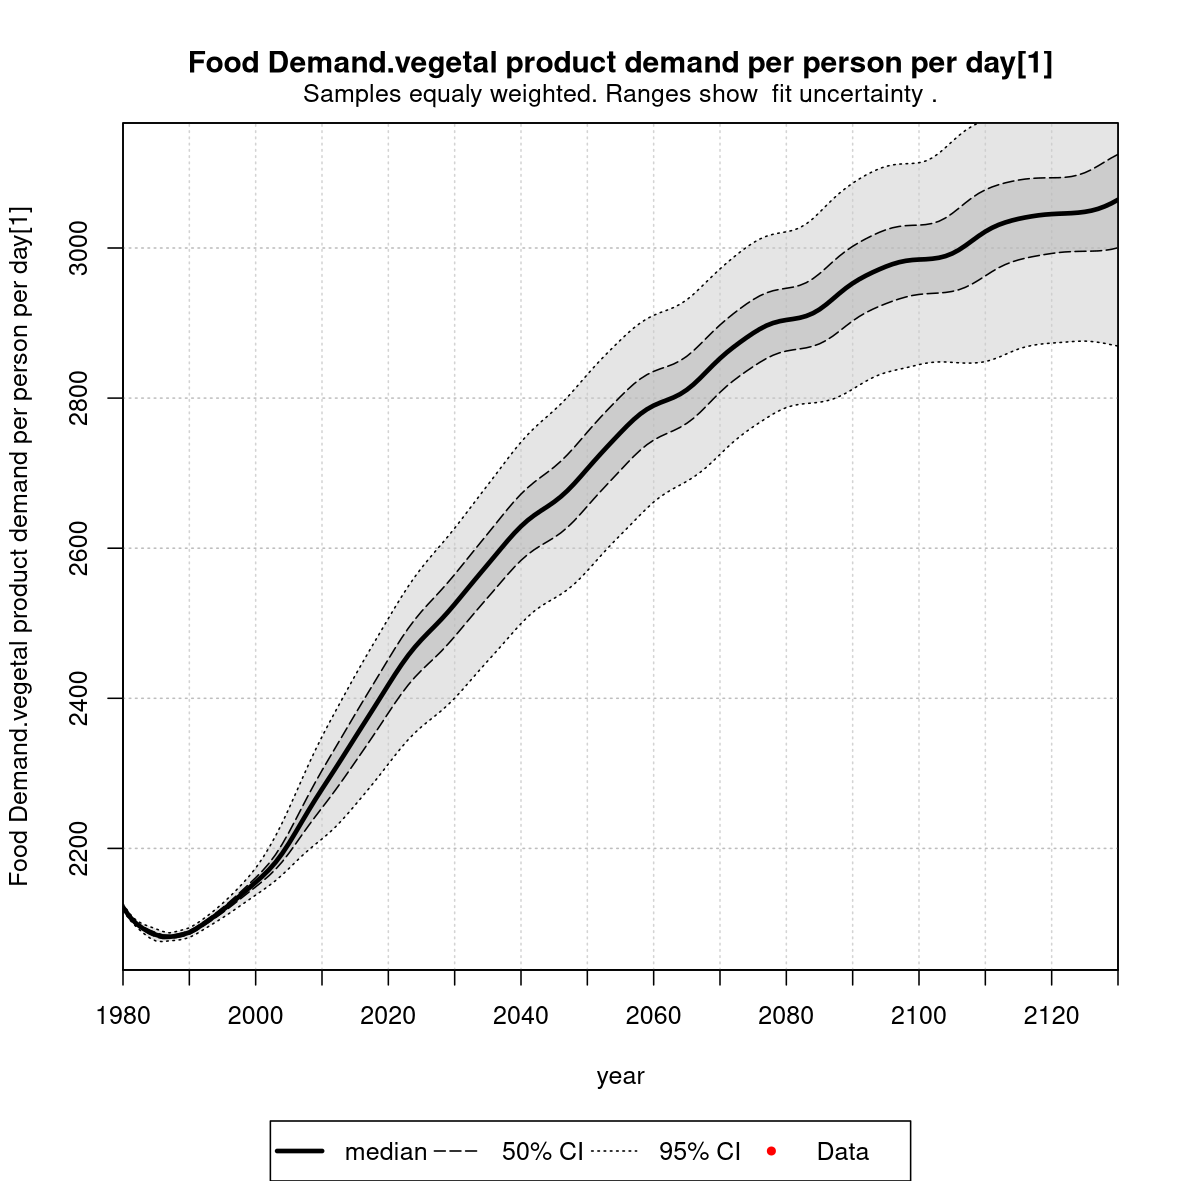 Food Demand.vegetal product demand per person per day[1]
Samples equaly weighted. Ranges show  fit uncertainty .
Food Demand.vegetal product demand per person per day[1]
3000
2800
2600
2400
2200
1980 2000 2020 2040 2060 2080 2100 2120
year
median 50% CI 95% CI Data